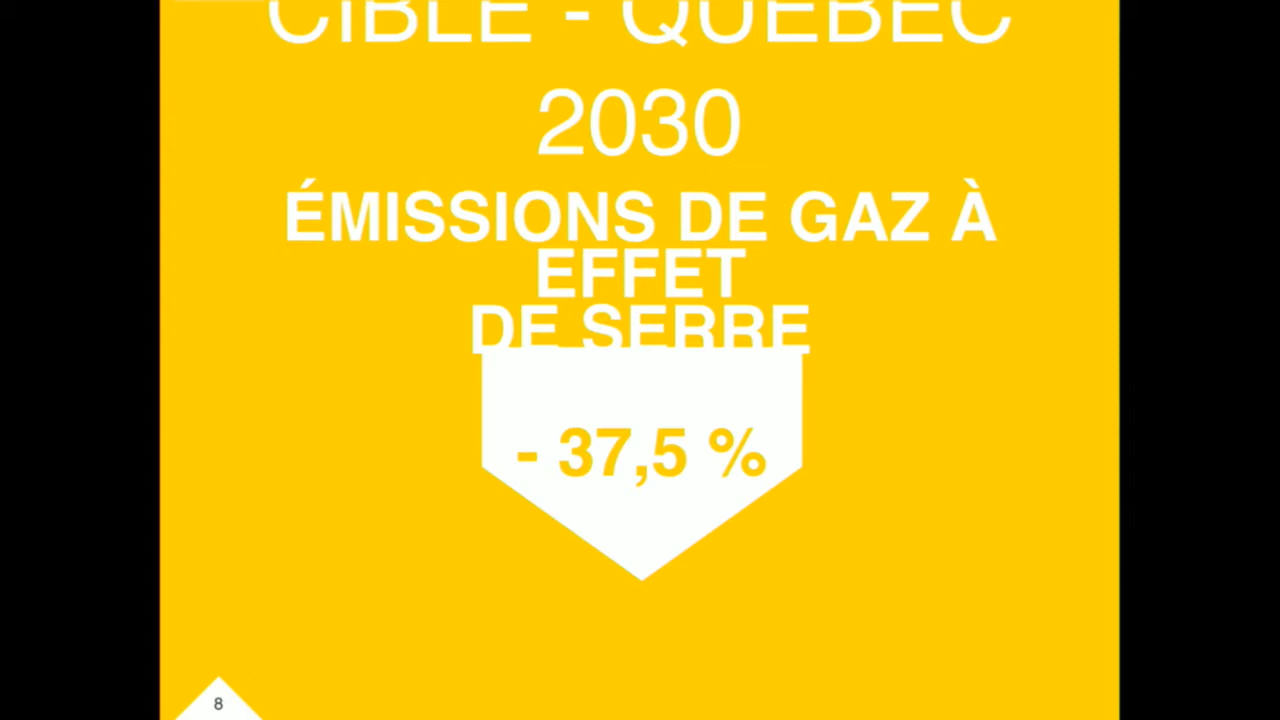 CIBLE - QUÉBEC
2030
ÉMISSIONS DE GAZ À
EFFET
DE SERRE
- 37,5 %
8